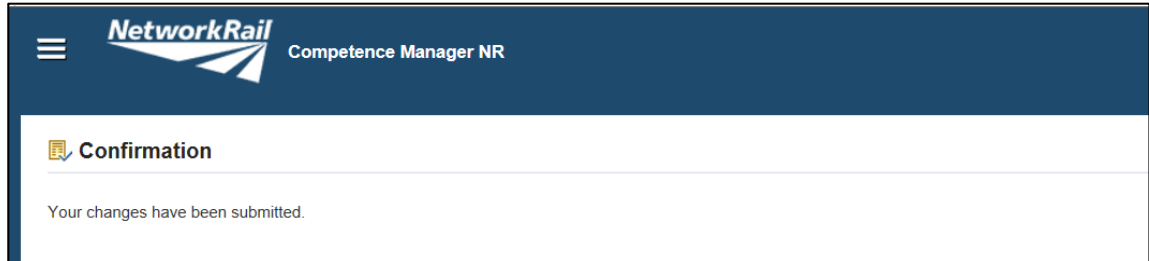 NetworkRail
Competence Manager NR
Confirmation
Your changes have been submitted.